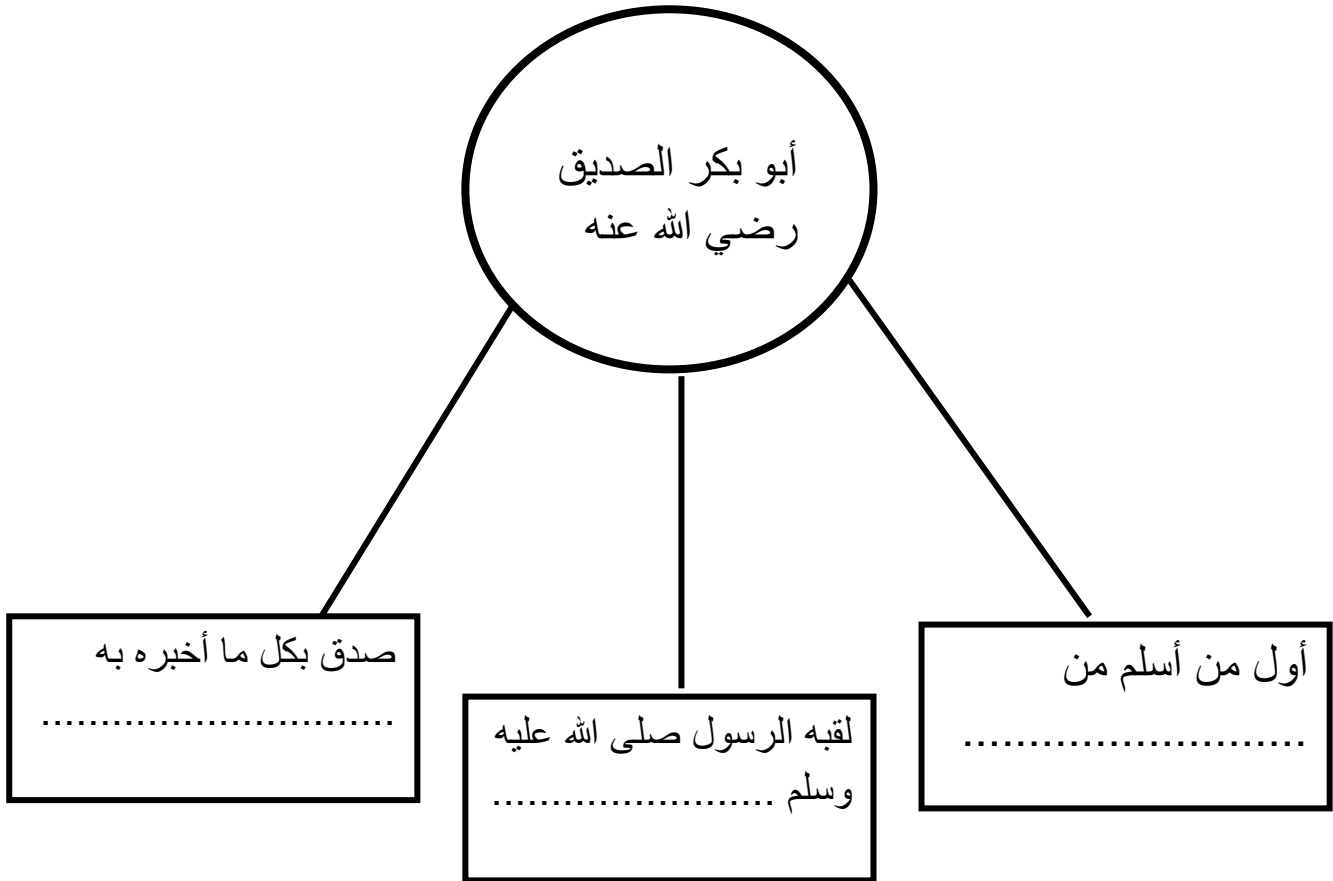 أبو بكر الصديق
رضي الله عنه
أول من أسلم من
..........................
لقبه الرسول صلى الله عليه
وسلم ........................
صدق بكل ما أخبره به
..............................